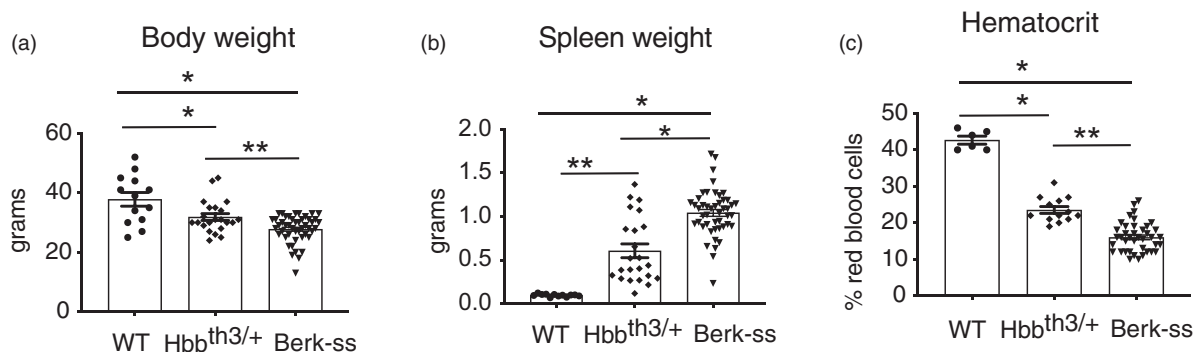 (a) Body weight
*
*
**
60
40
20
0
grams
WT Hbbth3/+ Berk-ss
(b) Spleen weight
*
*
**
2.0
1.5
1.0
0.5
0.0
grams
WT Hbbth3/+ Berk-ss
(c) Hematocrit
*
*
**
50
40
30
20
10
0
% red blood cells
WT Hbbth3/+ Berk-ss